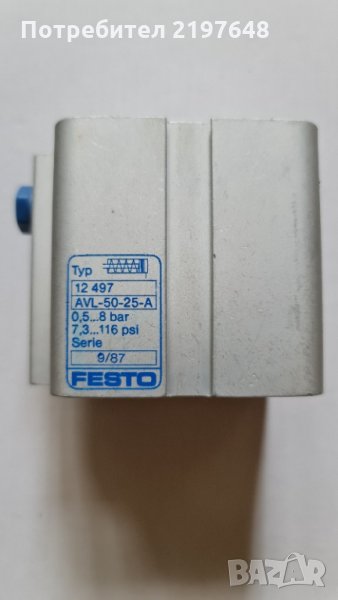 Потребител 2197648
Typ
12 497
AVL-50-25-A
0,5...8 bar
7,3...116 psi
Serie
9/87
FESTO
BAZAR